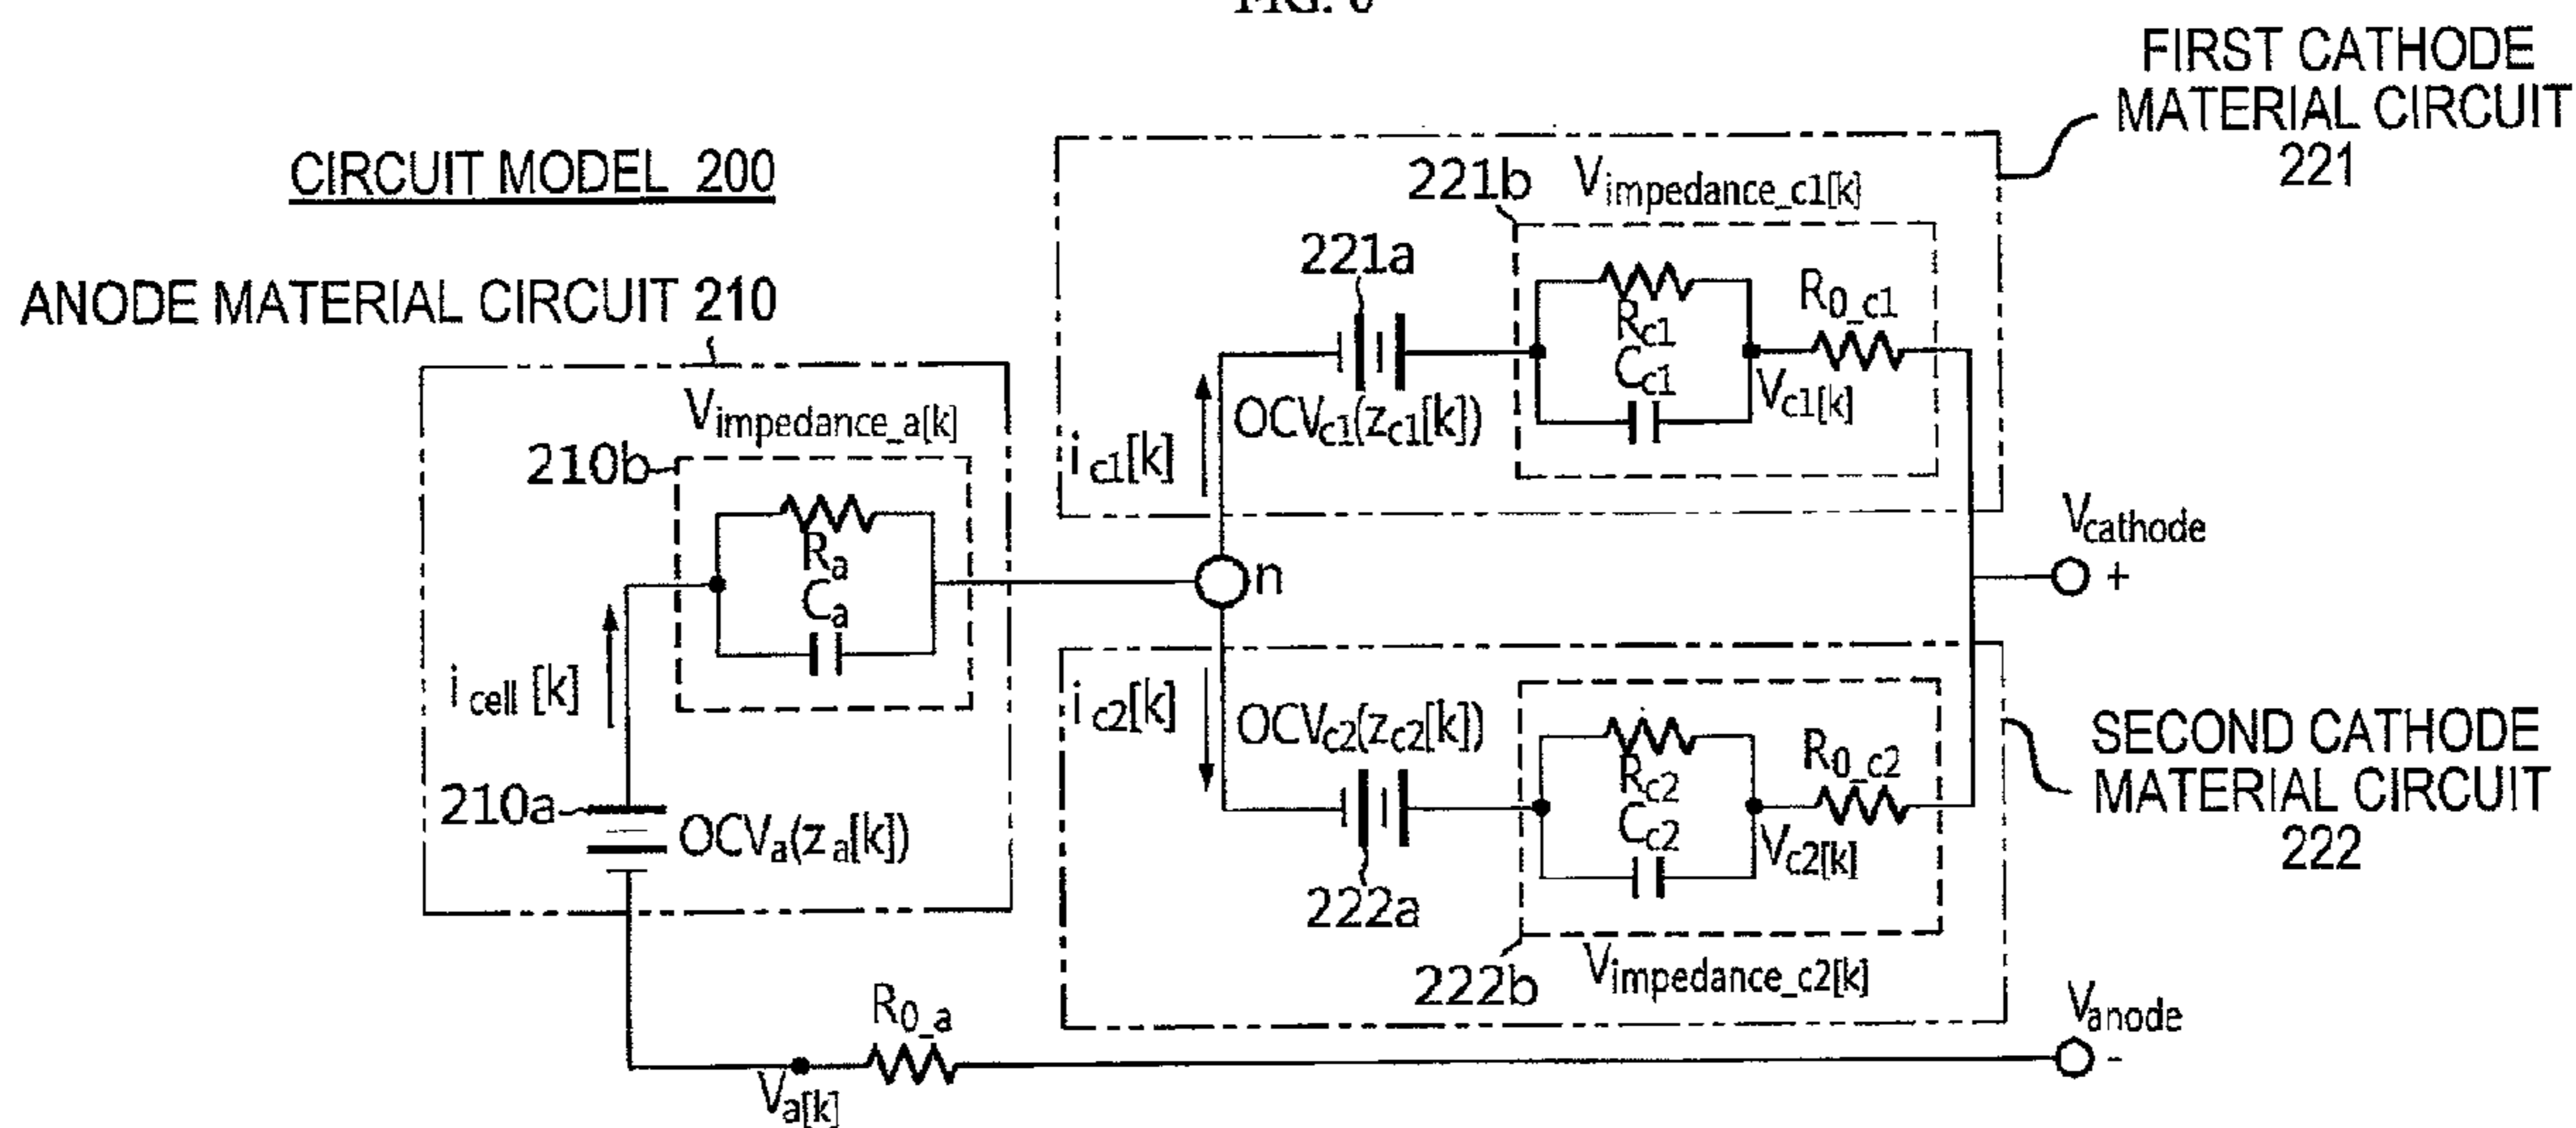 FIRST CATHODE
MATERIAL CIRCUIT
221
CIRCUIT MODEL 200
221b
Vimpedance_c1[k]
221a
ANODE MATERIAL CIRCUIT 210
R0_c1
Rc1
Cc1
Vc1[k]
OCVc1(zc1[k])
ic1[k]
Vimpedance_a[k]
210b
Ra
Ca
n
Vcathode
+
icell [k]
ic2[k]
OCVc2(zc2[k])
R0_c2
Rc2
Cc2
Vc2[k]
SECOND CATHODE
MATERIAL CIRCUIT
222
210a
OCVa(za[k])
222a
222b
Vimpedance_c2[k]
R0_a
Va[k]
Vanode
-